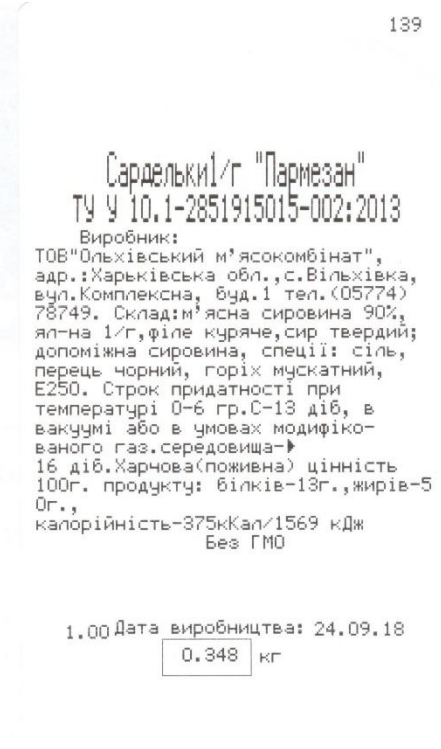 139
Сардельки1/г "Пармезан"
ТУ У 10.1-2851915015-002:2013
Виробник:
ТОВ"Ольхівський м'ясокомбінат",
адр.:Харьківська обл.,с.Вільхівка,
вул.Комплексна, буд.1 тел.(05774)
78749. Склад:м'ясна сировина 90%,
ял-на 1/г,філе куряче,сир твердий;
допоміжна сировина, спеції: сіль,
перець чорний, горіх мускатний,
Е250. Строк придатності при
температурі 0-6 гр.С-13 діб, в
вакуумі або в умовах модифіко-
ваного газ.середовища-
16 діб.Харчова(поживна) цінність
100г. продукту: білків-13г.,жирів-5
0г.,
калорійність-375кКал/1569 кДж
Без ГМО
1.00 Дата виробництва: 24.09.18
0.348 кг